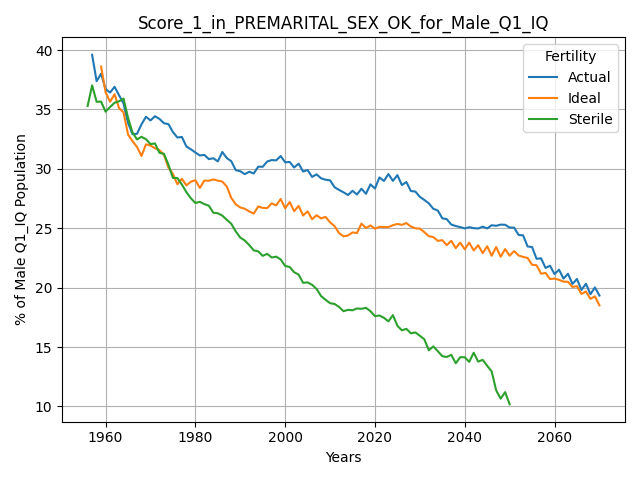 Score_1_in_PREMARITAL_SEX_OK_for_Male_Q1_IQ
% of Male Q1_IQ Population
40
35
30
25
20
15
10
Fertility
Actual
Ideal
Sterile
1960
1980
2000
2020
2040
2060
Years